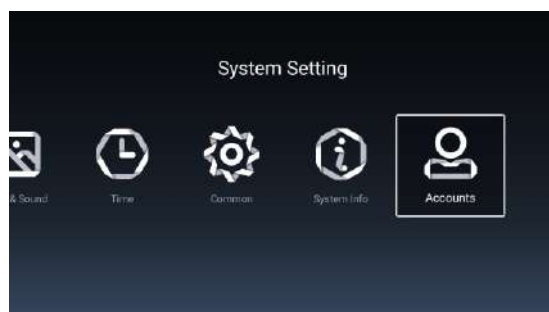 System Setting
& Sound
Time
Common
System Info
Accounts